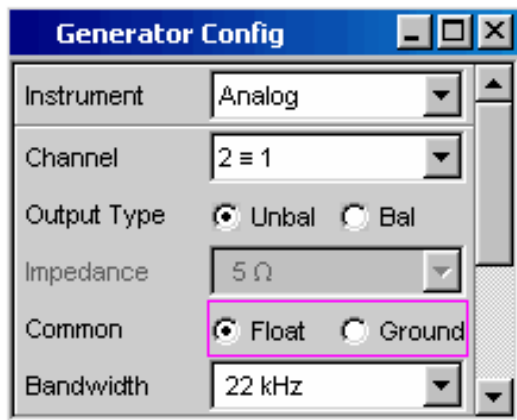 Generator Config
Instrument Analog
Channel 2 ≡ 1
Output Type Unbal Bal
Impedance 5 Ω
Common Float Ground
Bandwidth 22 kHz